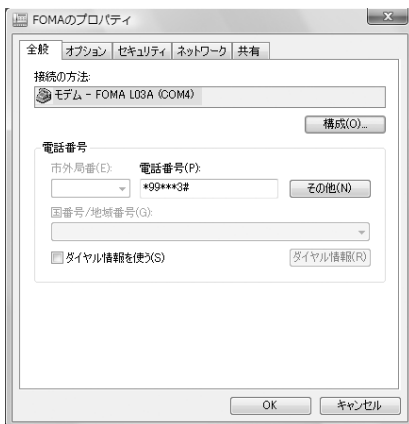 FOMAのプロパティ
全般 オプション セキュリティ ネットワーク 共有
接続の方法:
モデム - FOMA L03A (COM4)
構成(O)...
電話番号
市外局番(E): 電話番号(P):
*99***3# その他(N)
国番号/地域番号(G):
ダイヤル情報を使う(S) ダイヤル情報(R)
OK キャンセル